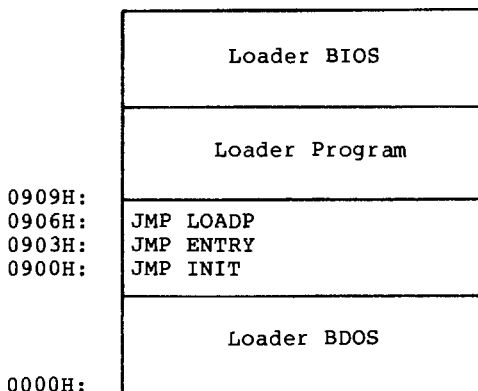 Loader BIOS
Loader Program
0909H:
0906H: JMP LOADP
0903H: JMP ENTRY
0900H: JMP INIT
Loader BDOS
0000H: